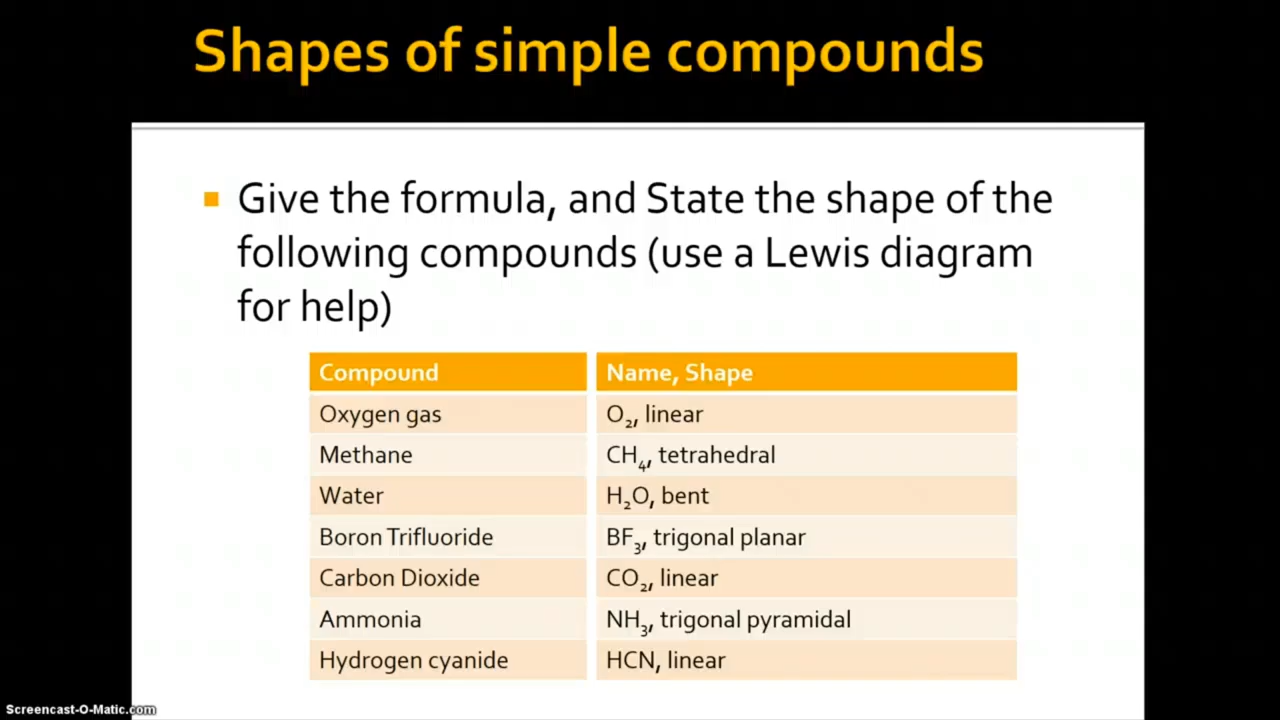 Shapes of simple compounds
Give the formula, and State the shape of the
following compounds (use a Lewis diagram
for help)
Compound Name, Shape
Oxygen gas O₂, linear
Methane CH₄, tetrahedral
Water H₂O, bent
Boron Trifluoride BF₃, trigonal planar
Carbon Dioxide CO₂, linear
Ammonia NH₃, trigonal pyramidal
Hydrogen cyanide HCN, linear
Screencast-O-Matic.com